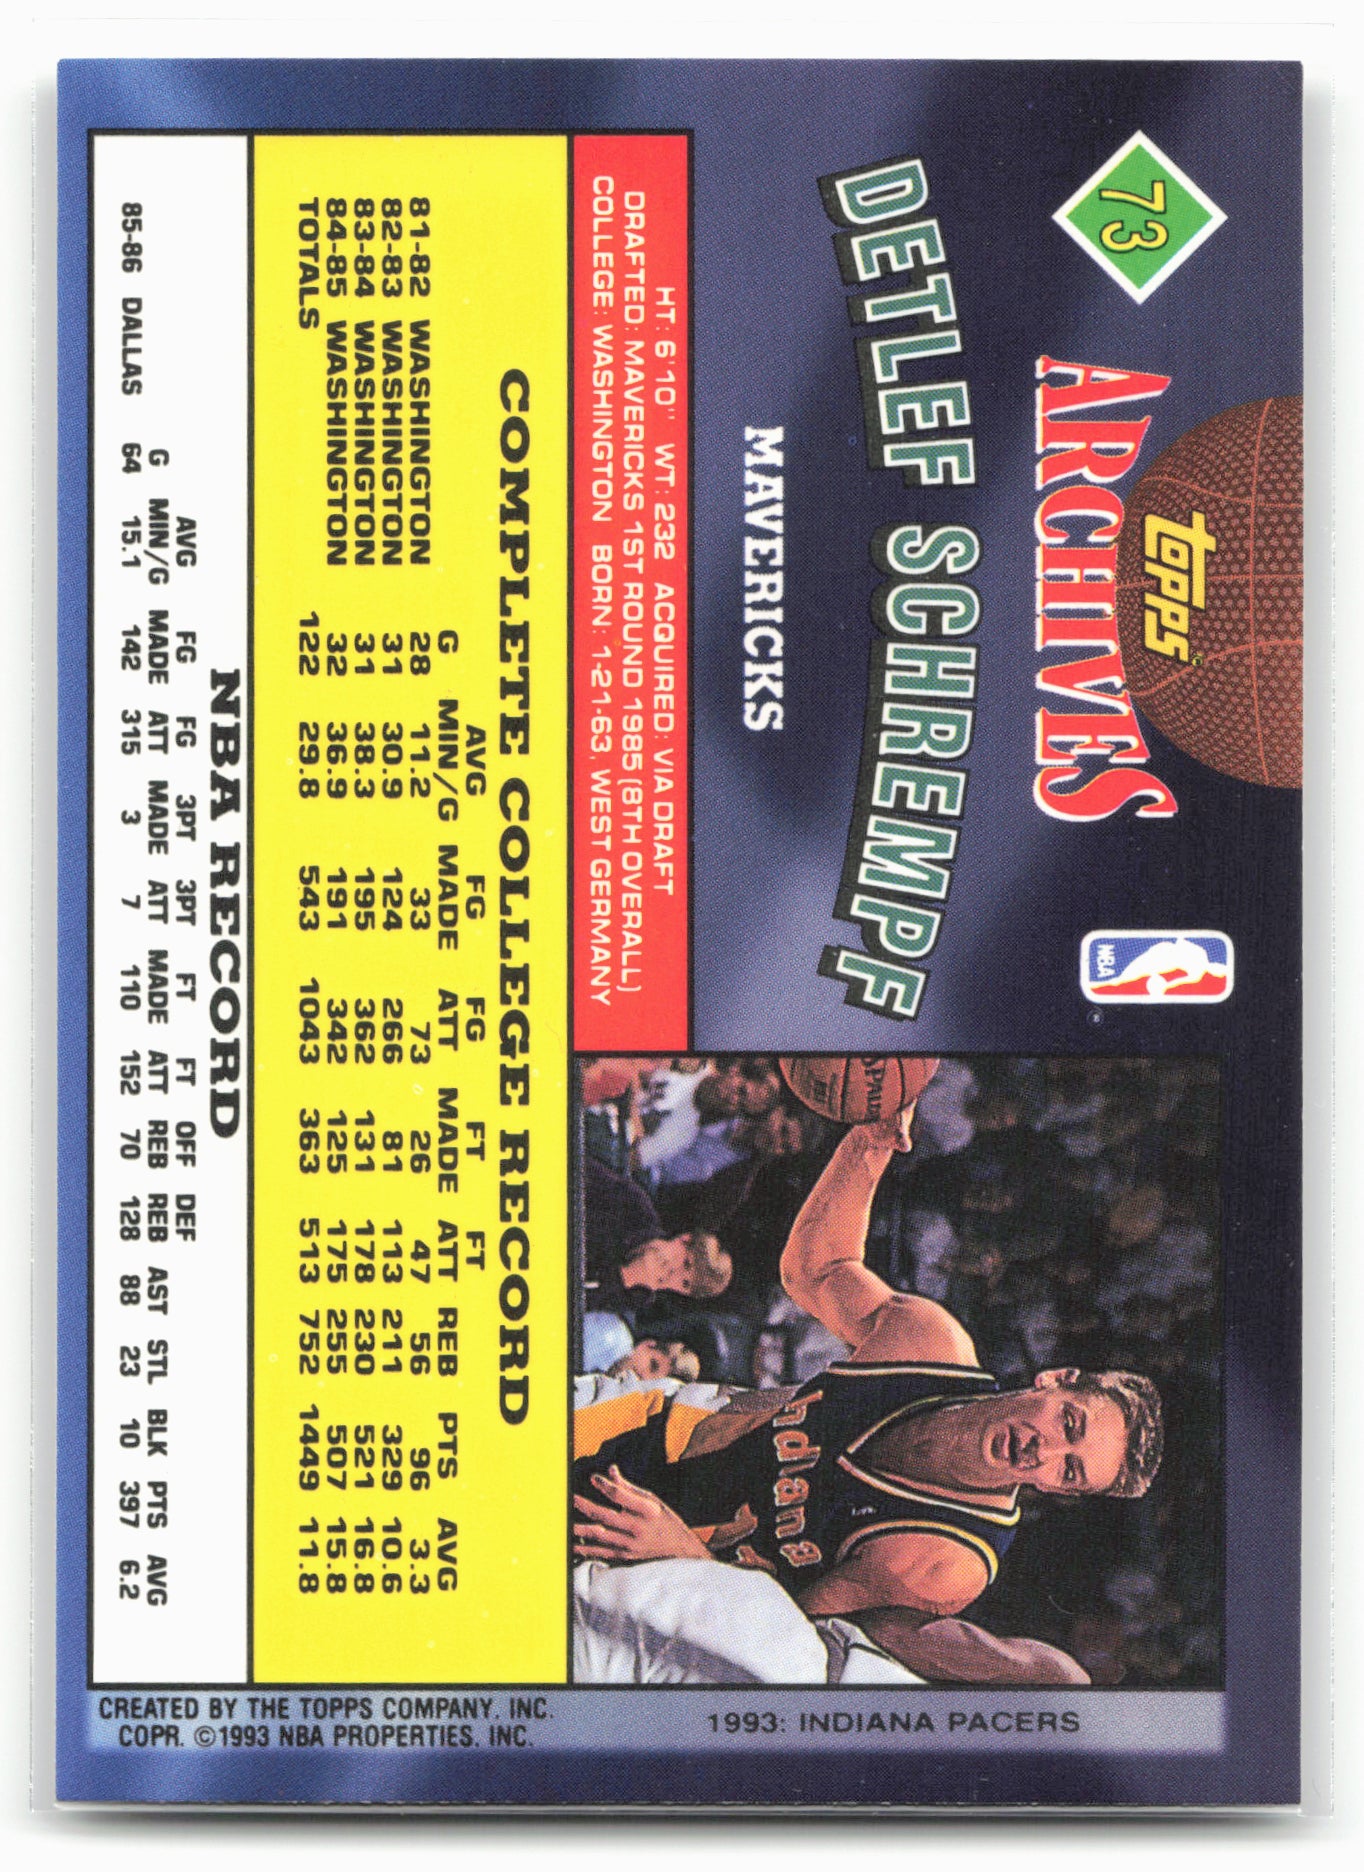 73
topps
ARCHIVES
NBA
DETLEF SCHREMPF
MAVERICKS
HT: 6'10" WT: 232 ACQUIRED: VIA DRAFT
DRAFTED: MAVERICKS 1ST ROUND 1985 (8TH OVERALL)
COLLEGE: WASHINGTON BORN: 1-21-63, WEST GERMANY
SPALD
Indiana
COMPLETE COLLEGE RECORD
AVG FG FG FT FT
G MIN/G MADE ATT MADE ATT REB PTS AVG
81-82 WASHINGTON 28 11.2 33 73 26 47 56 96 3.3
82-83 WASHINGTON 31 30.9 124 266 81 113 211 329 10.6
83-84 WASHINGTON 31 38.3 195 362 131 178 230 521 16.8
84-85 WASHINGTON 32 36.9 191 342 125 175 255 507 15.8
TOTALS 122 29.8 543 1043 363 513 752 1449 11.8
NBA RECORD
AVG FG FG 3PT 3PT FT FT OFF DEF
G MIN/G MADE ATT MADE ATT MADE ATT REB REB AST STL BLK PTS AVG
85-86 DALLAS 64 15.1 142 315 3 7 110 152 70 128 88 23 10 397 6.2
1993: INDIANA PACERS
CREATED BY THE TOPPS COMPANY, INC.
COPR. ©1993 NBA PROPERTIES, INC.